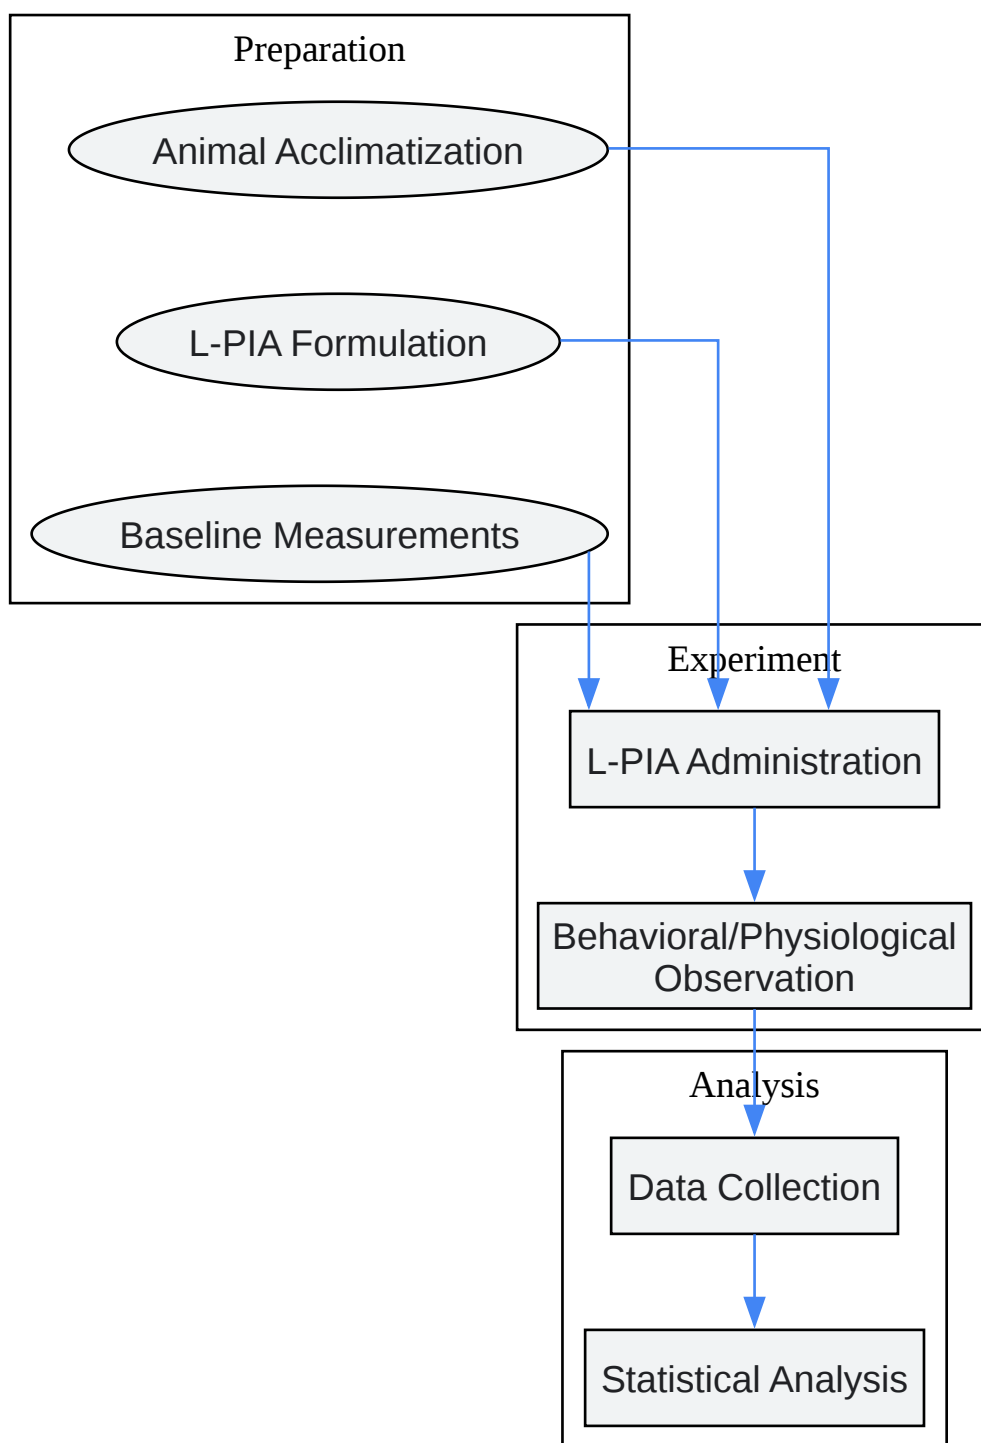 Preparation
Animal Acclimatization
L-PIA Formulation
Baseline Measurements
Experiment
L-PIA Administration
Behavioral/Physiological
Observation
Analysis
Data Collection
Statistical Analysis